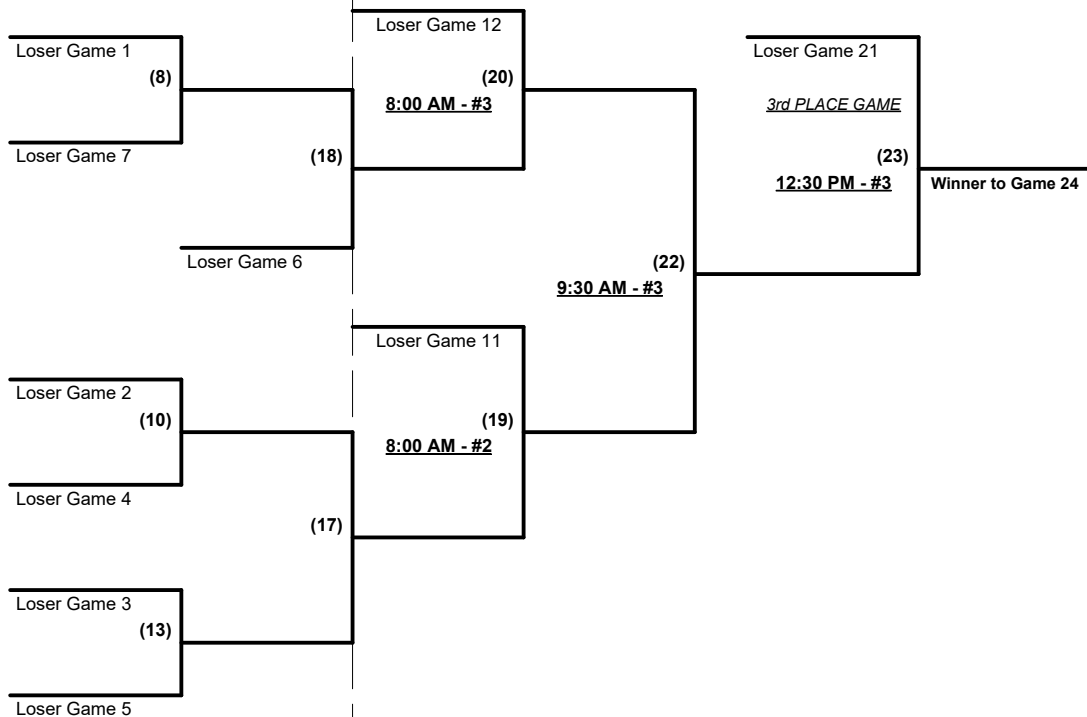 Loser Game 12
Loser Game 1
Loser Game 21
(8)
(20)
8:00 AM - #3
3rd PLACE GAME
Loser Game 7
(18)
(23)
12:30 PM - #3
Winner to Game 24
Loser Game 6
(22)
9:30 AM - #3
Loser Game 11
Loser Game 2
(10)
(19)
8:00 AM - #2
Loser Game 4
(17)
Loser Game 3
(13)
Loser Game 5